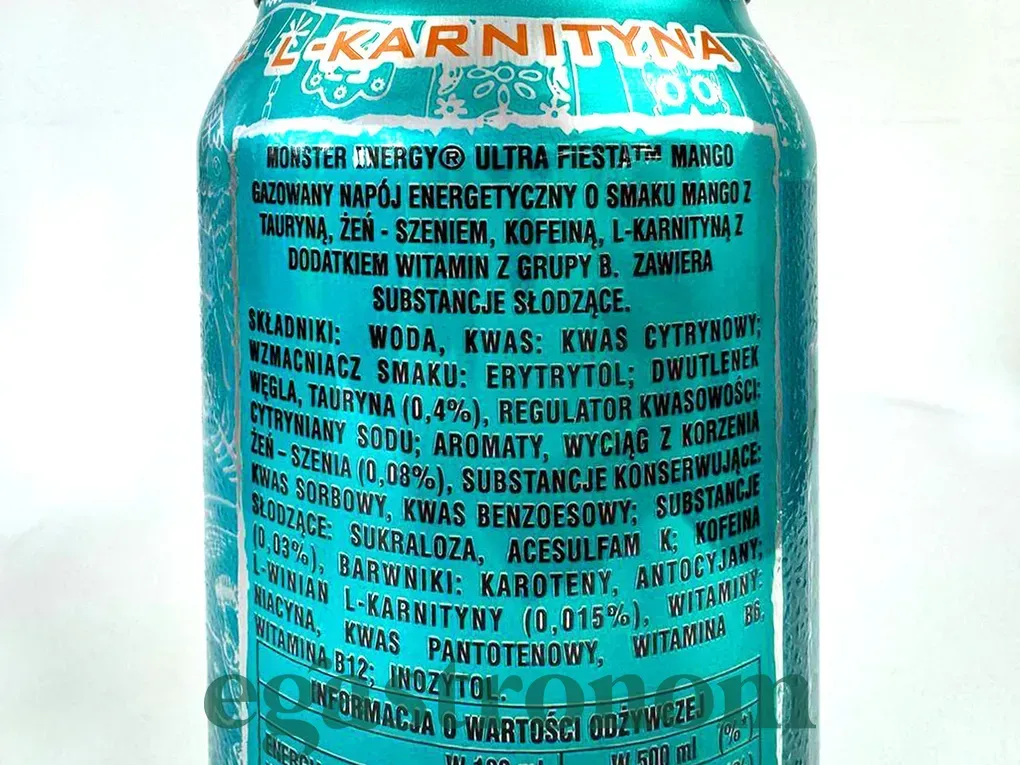 L-KARNITYNA
MONSTER ENERGY® ULTRA FIESTA™ MANGO
GAZOWANY NAPÓJ ENERGETYCZNY O SMAKU MANGO Z
TAURYNĄ, ŻEŃ - SZENIEM, KOFEINĄ, L-KARNITYNĄ Z
DODATKIEM WITAMIN Z GRUPY B. ZAWIERA
SUBSTANCJE SŁODZĄCE.
SKŁADNIKI: WODA, KWAS: KWAS CYTRYNOWY;
WZMACNIACZ SMAKU: ERYTRYTOL; DWUTLENEK
WĘGLA, TAURYNA (0,4%), REGULATOR KWASOWOŚCI:
CYTRYNIANY SODU; AROMATY, WYCIĄG Z KORZENIA
ŻEŃ - SZENIA (0,08%), SUBSTANCJE KONSERWUJĄCE:
KWAS SORBOWY, KWAS BENZOESOWY; SUBSTANCJE
SŁODZĄCE: SUKRALOZA, ACESULFAM K; KOFEINA
(0,03%), BARWNIKI: KAROTENY, ANTOCYJANY;
L-WINIAN L-KARNITYNY (0,015%), WITAMINY:
NIACYNA, KWAS PANTOTENOWY, WITAMINA B6,
WITAMINA B12; INOZYTOL.
egastronom
INFORMACJA O WARTOŚCI ODŻYWCZEJ
W 100 ml W 500 ml (%*)